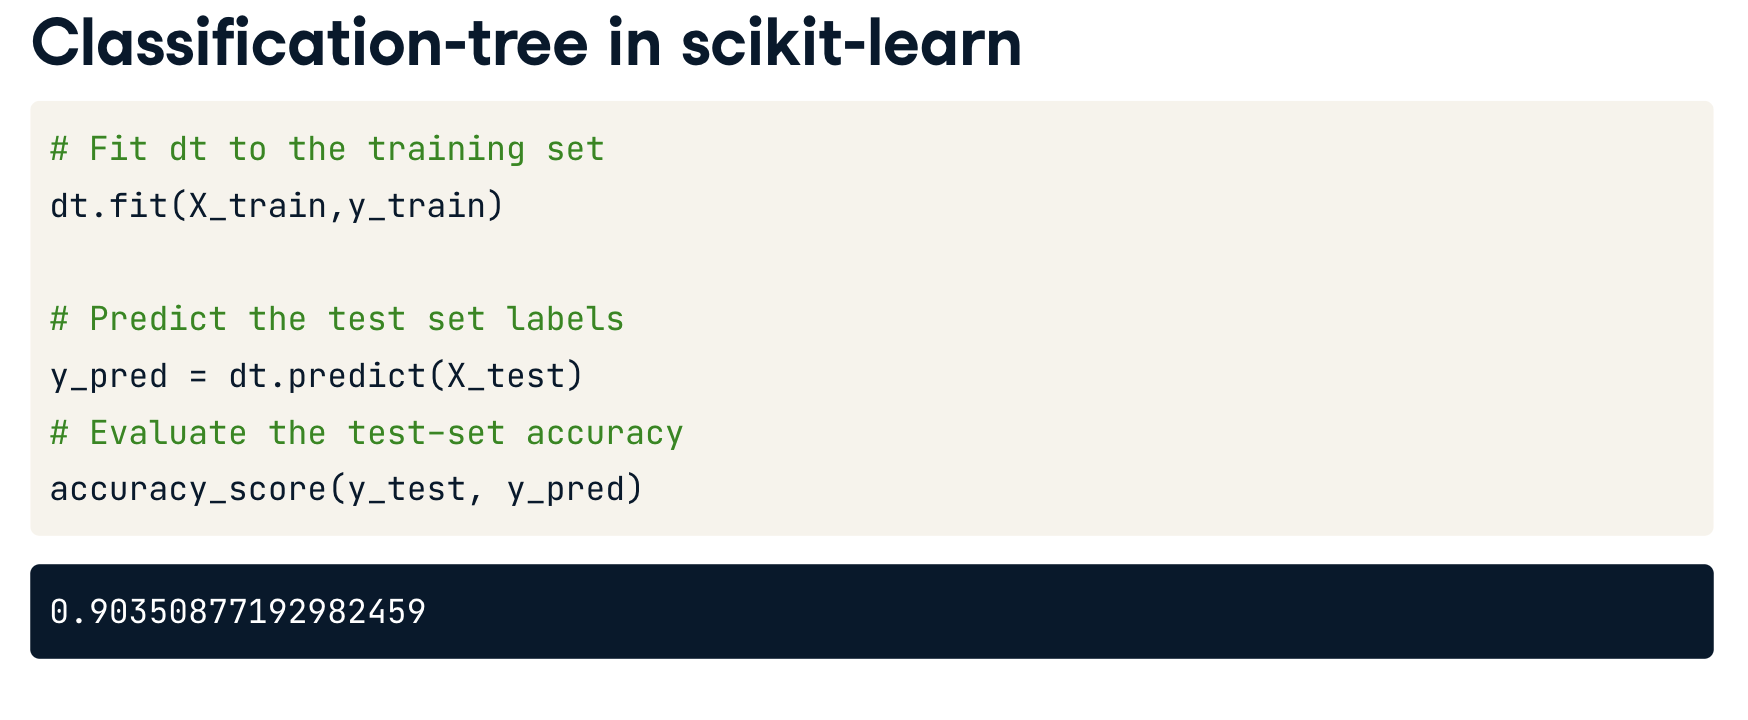 Classification-tree in scikit-learn
# Fit dt to the training set
dt.fit(X_train,y_train)
# Predict the test set labels
y_pred = dt.predict(X_test)
# Evaluate the test-set accuracy
accuracy_score(y_test, y_pred)
0.90350877192982459